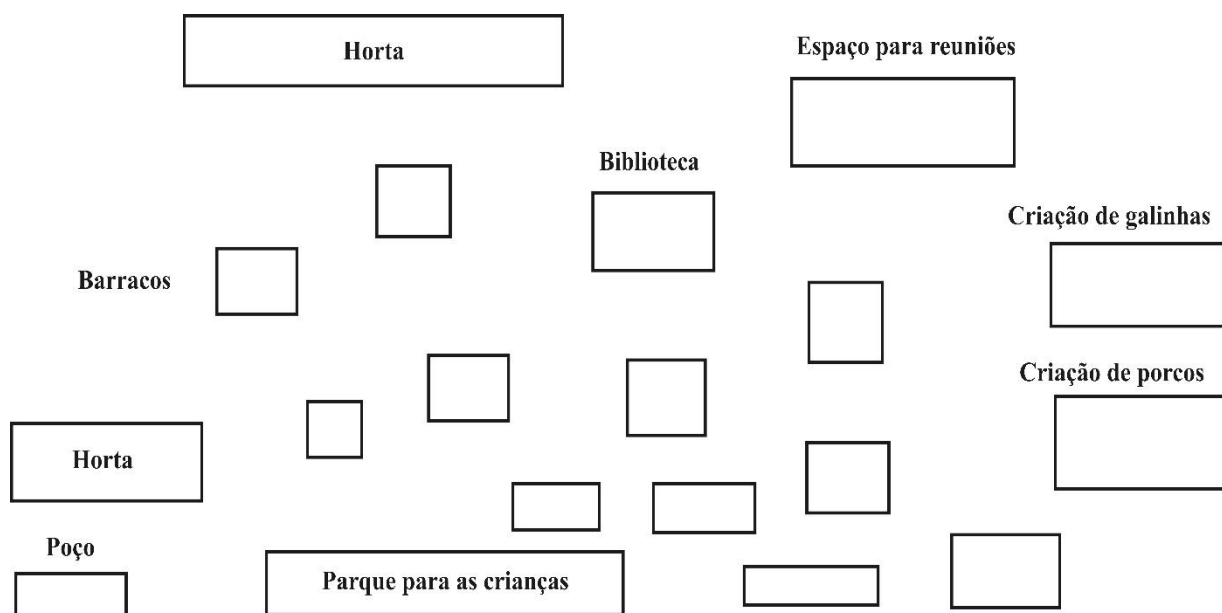 Horta
Espaço para reuniões
Biblioteca
Criação de galinhas
Barracos
Criação de porcos
Horta
Poço
Parque para as crianças